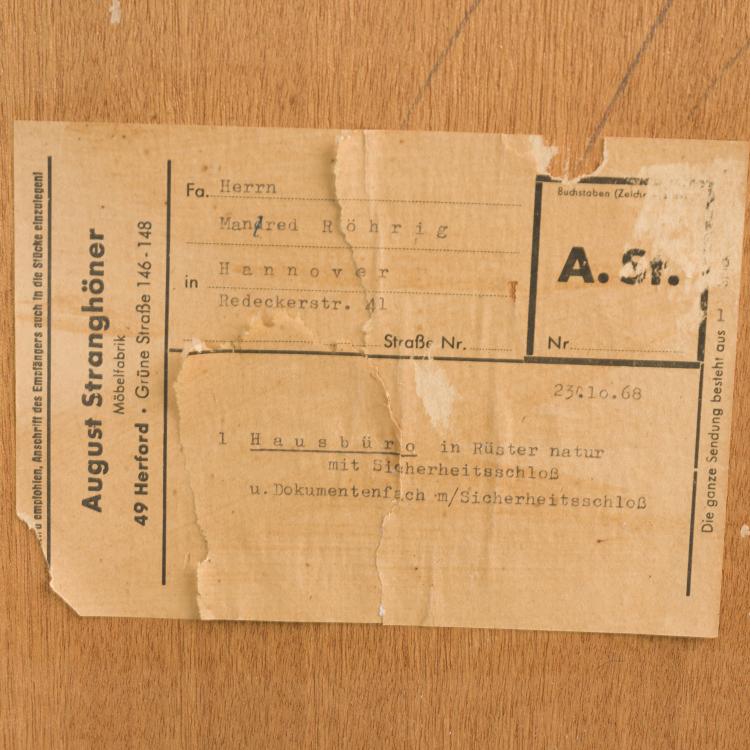 empfohlen, Anschrift des Empfängers auch in die Stücke einzulegen!
August Stranghöner
Möbelfabrik
49 Herford • Grüne Straße 146-148
Fa. Herrn
Manfred Röhrig
in Hannover
Redeckerstr. 41
Straße Nr.
Buchstaben
A. St.
Nr.
23.10.68
1 Hausbüro in Rüster natur
mit Sicherheitsschloß
u. Dokumentenfach m/Sicherheitsschloß
Die ganze Sendung besteht aus 1